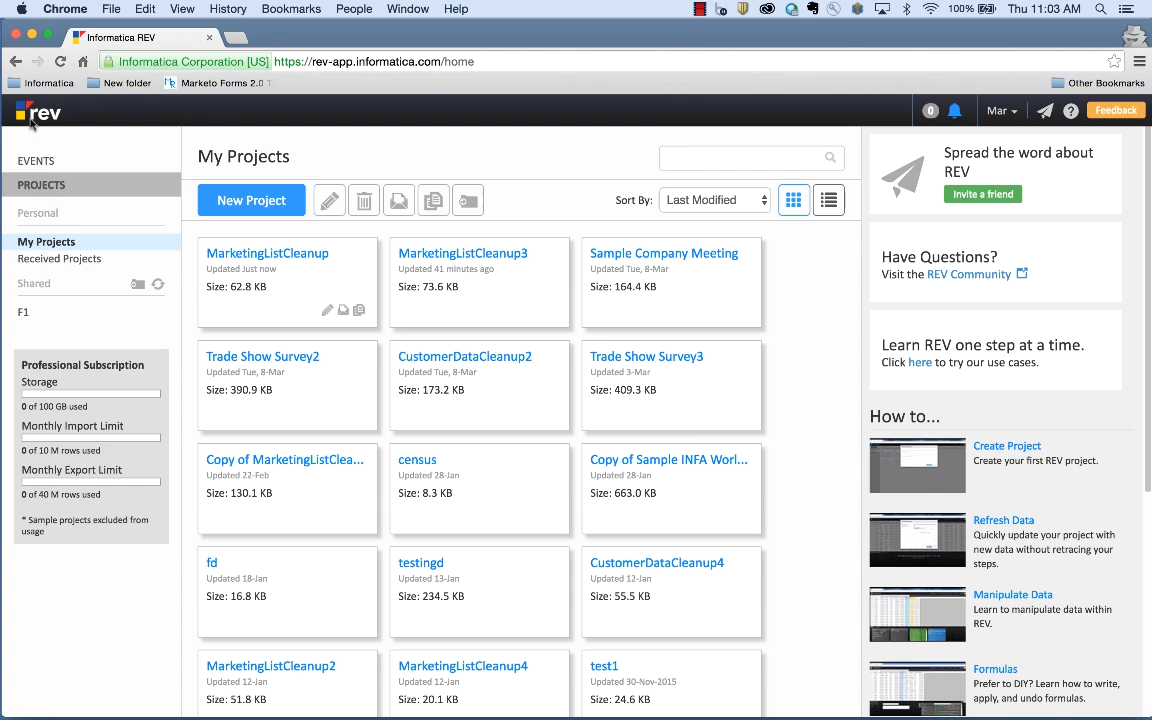 Chrome File Edit View History Bookmarks People Window Help 100% Thu 11:03 AM
Informatica REV
Informatica Corporation [US] https://rev-app.informatica.com/home
Informatica New folder Marketo Forms 2.0 Other Bookmarks
rev 0 Mar ? Feedback
EVENTS
PROJECTS
Personal
My Projects
Received Projects
Shared
F1
Professional Subscription
Storage
0 of 100 GB used
Monthly Import Limit
0 of 10 M rows used
Monthly Export Limit
0 of 40 M rows used
* Sample projects excluded from
usage
My Projects
New Project
Sort By: Last Modified
MarketingListCleanup
Updated Just now
Size: 62.8 KB
MarketingListCleanup3
Updated 41 minutes ago
Size: 73.6 KB
Sample Company Meeting
Updated Tue, 8-Mar
Size: 164.4 KB
Trade Show Survey2
Updated Tue, 8-Mar
Size: 390.9 KB
CustomerDataCleanup2
Updated Tue, 8-Mar
Size: 173.2 KB
Trade Show Survey3
Updated 3-Mar
Size: 409.3 KB
Copy of MarketingListClea...
Updated 22-Feb
Size: 130.1 KB
census
Updated 28-Jan
Size: 8.3 KB
Copy of Sample INFA Worl...
Updated 28-Jan
Size: 663.0 KB
fd
Updated 18-Jan
Size: 16.8 KB
testingd
Updated 13-Jan
Size: 234.5 KB
CustomerDataCleanup4
Updated 12-Jan
Size: 55.5 KB
MarketingListCleanup2
Updated 12-Jan
Size: 51.8 KB
MarketingListCleanup4
Updated 12-Jan
Size: 20.1 KB
test1
Updated 30-Nov-2015
Size: 24.6 KB
Spread the word about
REV
Invite a friend
Have Questions?
Visit the REV Community
Learn REV one step at a time.
Click here to try our use cases.
How to...
Create Project
Create your first REV project.
Refresh Data
Quickly update your project with
new data without retracing your
steps.
Manipulate Data
Learn to manipulate data within
REV.
Formulas
Prefer to DIY? Learn how to write,
apply, and undo formulas.